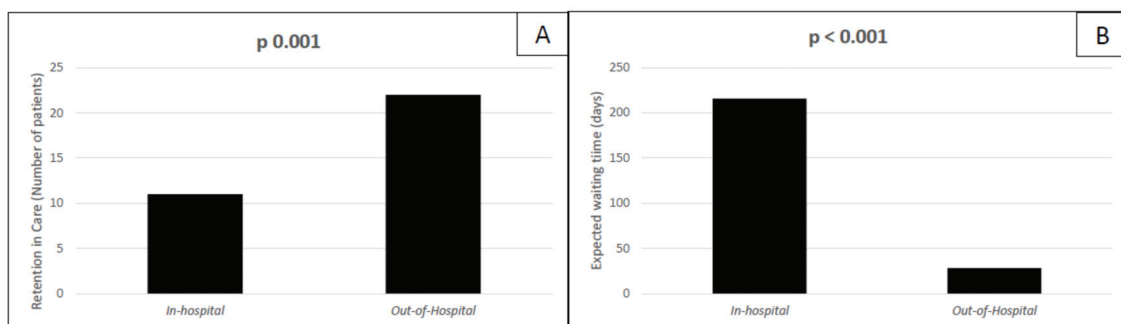 p 0.001
A
Retention in Care (Number of patients)
25
20
15
10
5
0
In-hospital
Out-of-Hospital
p < 0.001
B
Expected waiting tiime (days)
250
200
150
100
50
0
In-hospital
Out-of-Hospital